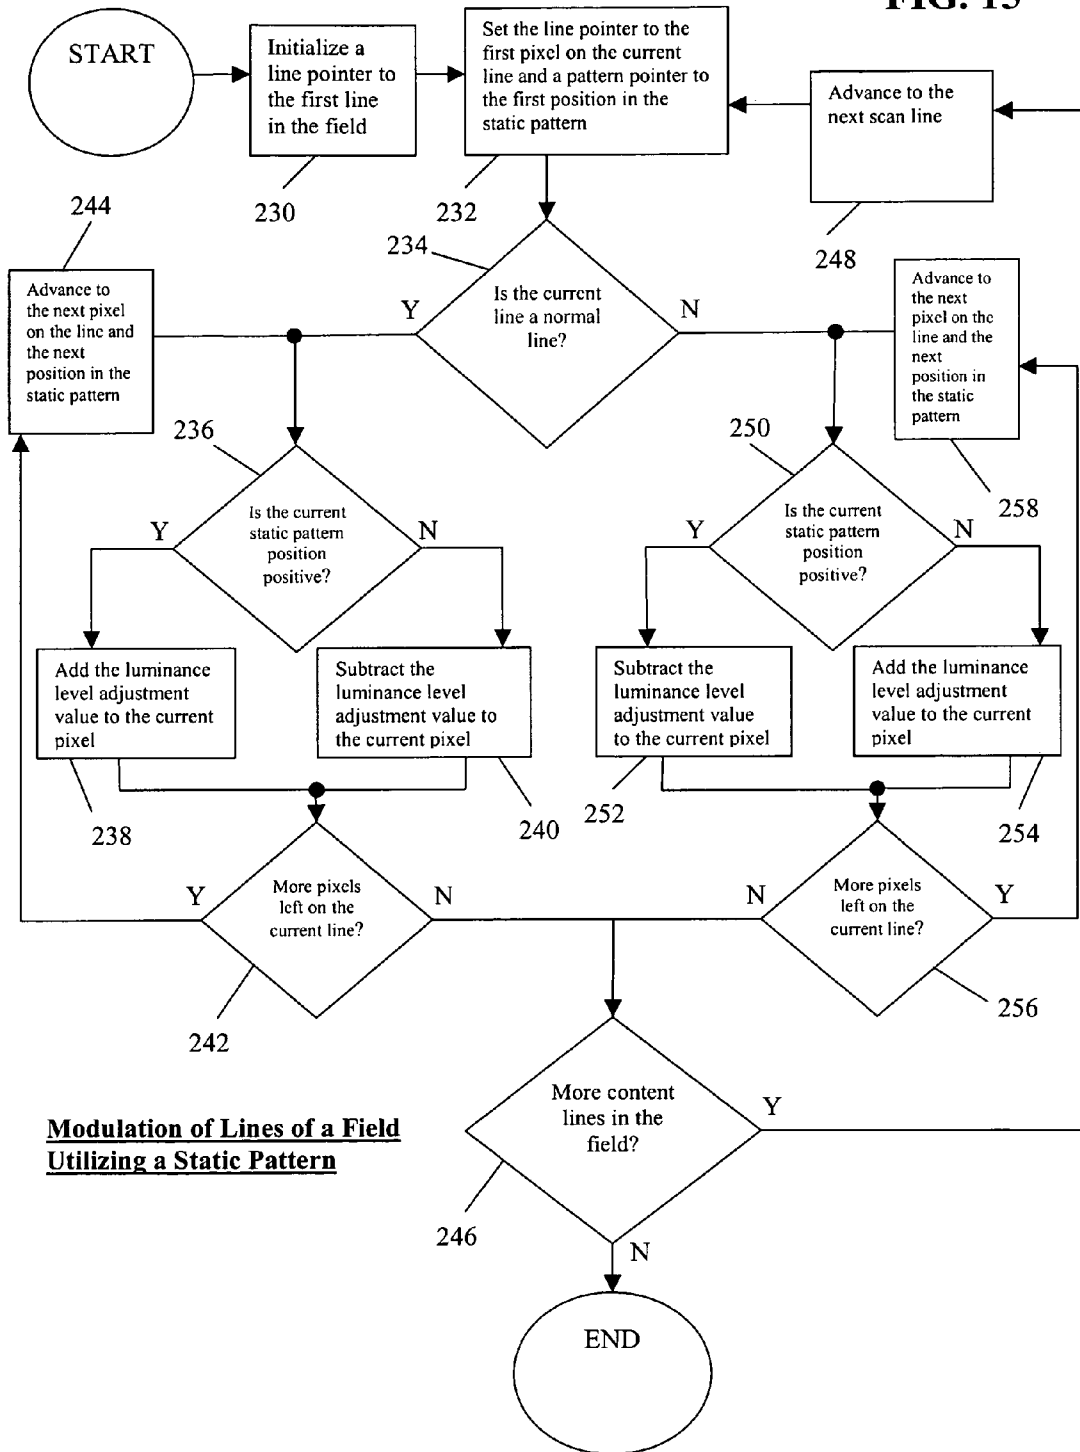 FIG. 13
START
Initialize a
line pointer to
the first line
in the field
Set the line pointer to the
first pixel on the current
line and a pattern pointer to
the first position in the
static pattern
Advance to the
next scan line
230
232
248
244
234
Advance to
the next pixel
on the line and
the next
position in the
static pattern
Y
Is the current
line a normal
line?
N
Advance to
the next
pixel on the
line and the
next
position in
the static
pattern
258
236
Y
Is the current
static pattern
position
positive?
N
250
Y
Is the current
static pattern
position
positive?
N
Add the luminance
level adjustment
value to the current
pixel
Subtract the
luminance level
adjustment value to
the current pixel
Subtract the
luminance level
adjustment value
to the current pixel
Add the luminance
level adjustment
value to the current
pixel
238
240
252
254
Y
More pixels
left on the
current line?
N
N
More pixels
left on the
current line?
Y
242
256
More content
lines in the
field?
Y
246
N
Modulation of Lines of a Field
Utilizing a Static Pattern
END